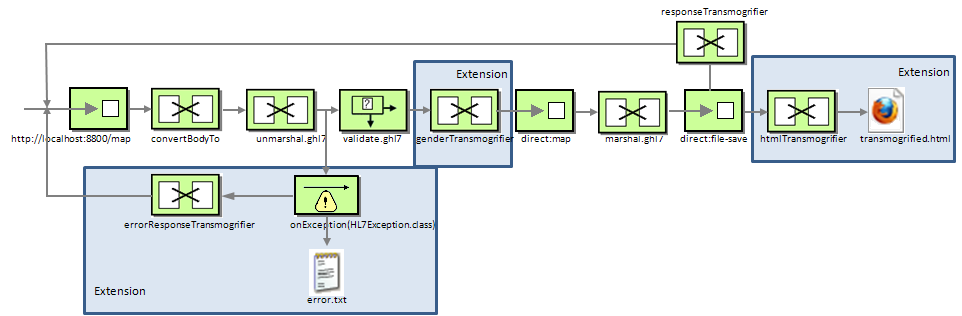 responseTransmogrifier
Extension
Extension
http://localhost:8800/map
convertBodyTo
unmarshal.ghl7
validate.ghl7
genderTransmogrifier
direct:map
marshal.ghl7
direct:file-save
htmlTransmogrifier
transmogrified.html
errorResponseTransmogrifier
onException(HL7Exception.class)
Extension
error.txt